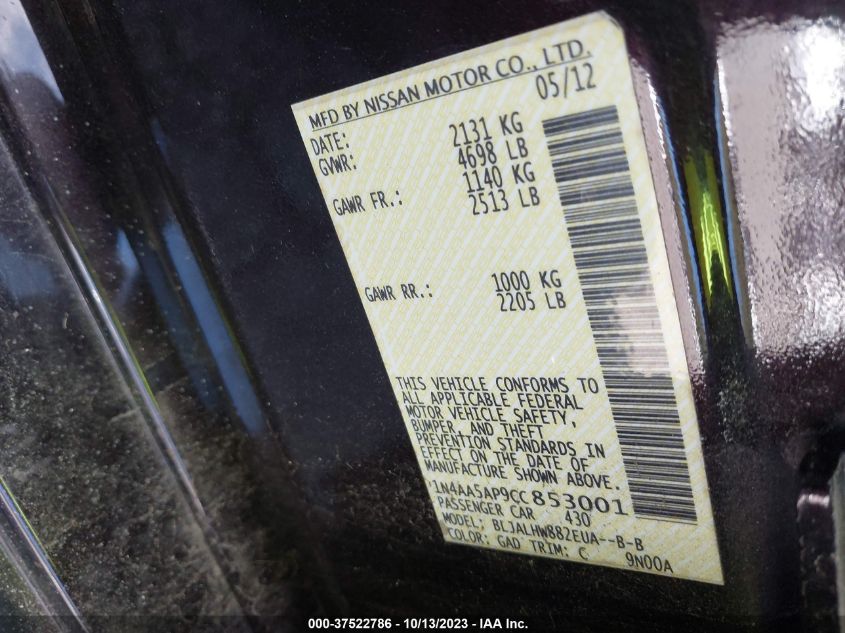 MFD BY NISSAN MOTOR CO., LTD.
DATE: 05/12
GVWR: 2131 KG
4698 LB
GAWR FR.: 1140 KG
2513 LB
GAWR RR.: 1000 KG
2205 LB
THIS VEHICLE CONFORMS TO
ALL APPLICABLE FEDERAL
MOTOR VEHICLE SAFETY,
BUMPER, AND THEFT
PREVENTION STANDARDS IN
EFFECT ON THE DATE OF
MANUFACTURE SHOWN ABOVE.
1N4AA5AP9CC853001
PASSENGER CAR 430
MODEL: BLJALHW882EUA--B-B
COLOR: GAD TRIM: C 9N00A
000-37522786 - 10/13/2023 - IAA Inc.